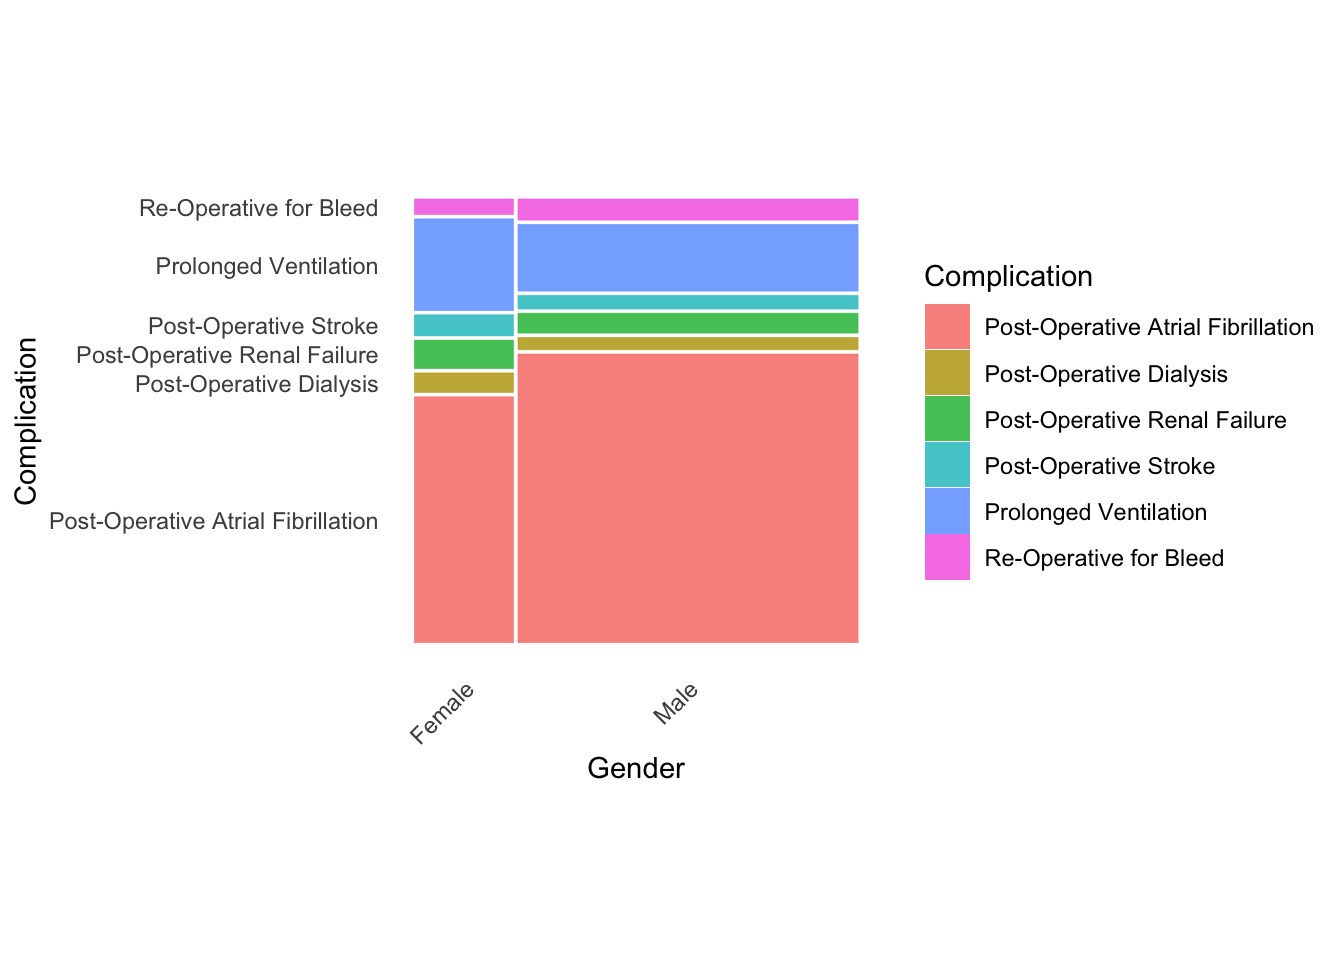 Re-Operative for Bleed
Prolonged Ventilation
Post-Operative Stroke
Post-Operative Renal Failure
Post-Operative Dialysis
Post-Operative Atrial Fibrillation
Complication
Female
Male
Gender
Complication
Post-Operative Atrial Fibrillation
Post-Operative Dialysis
Post-Operative Renal Failure
Post-Operative Stroke
Prolonged Ventilation
Re-Operative for Bleed